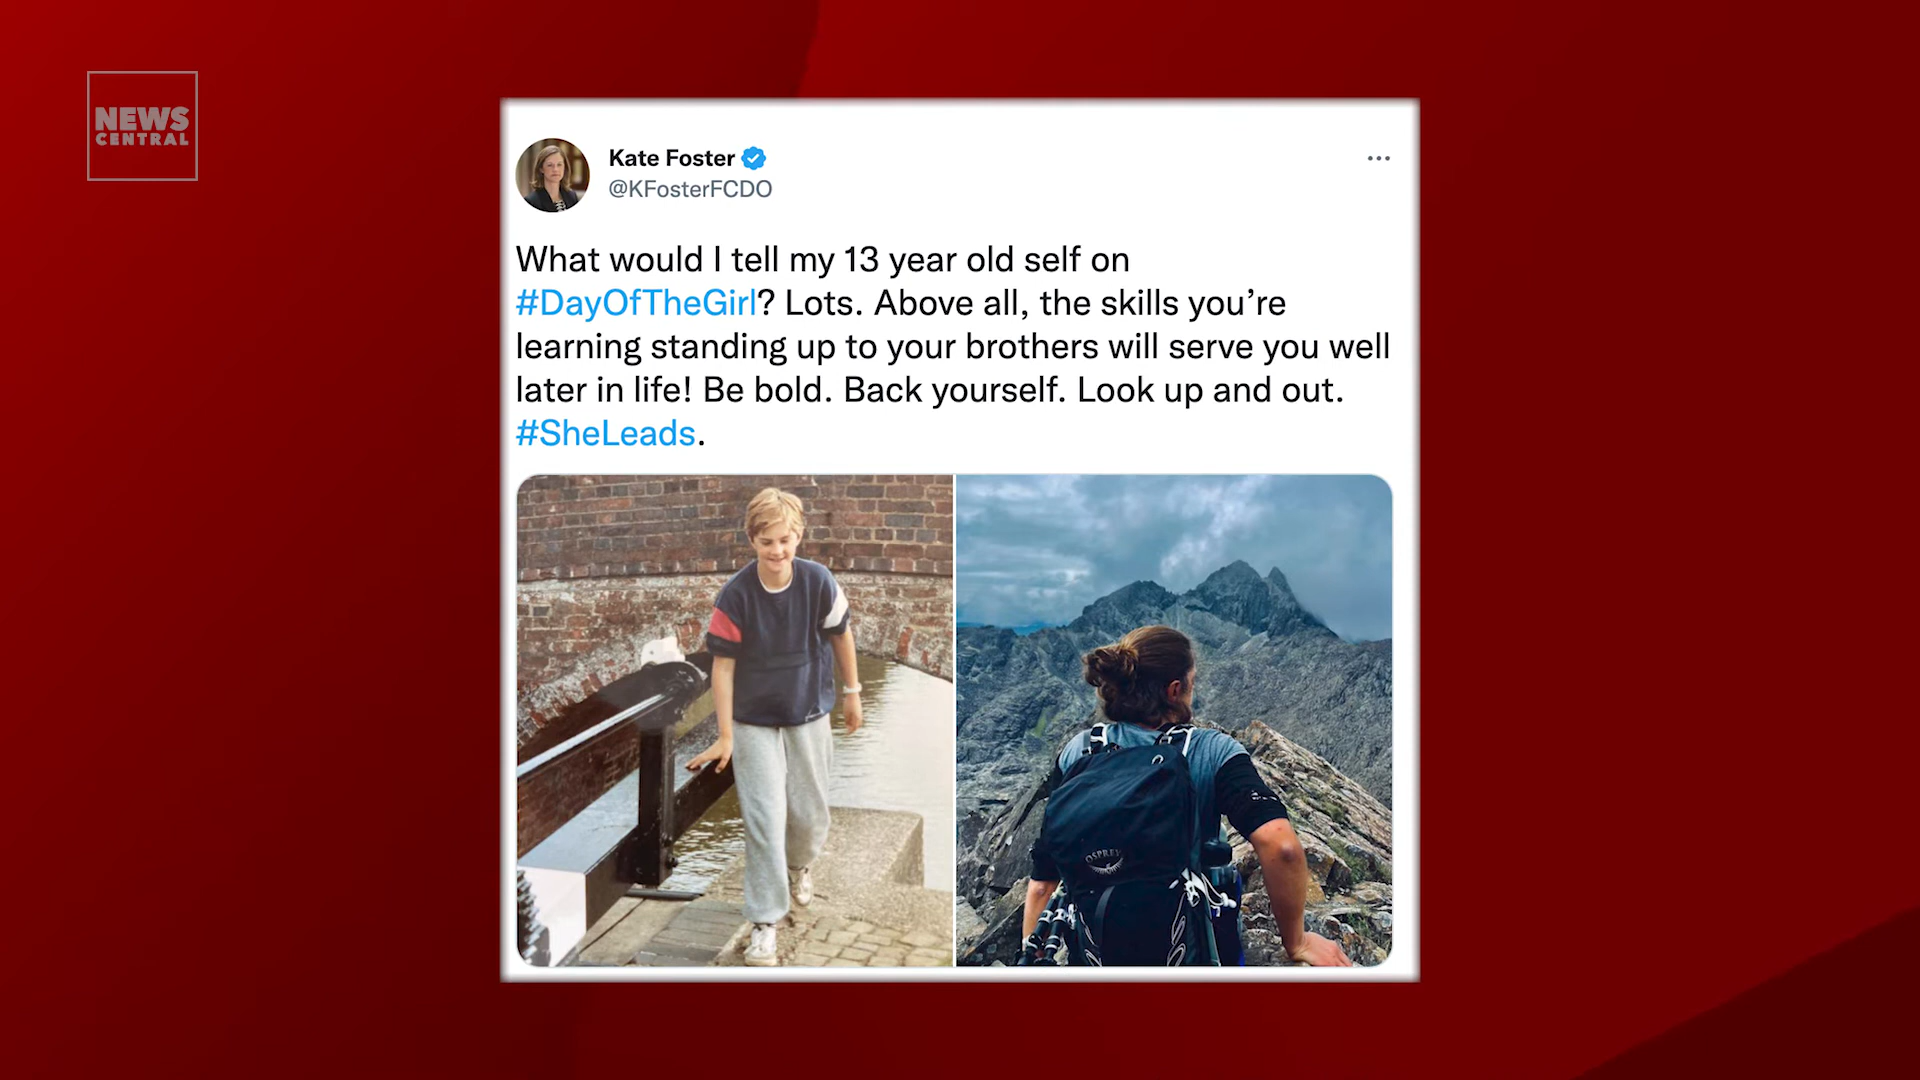 NEWS
CENTRAL
Kate Foster
@KFosterFCDO
What would I tell my 13 year old self on
#DayOfTheGirl? Lots. Above all, the skills you’re
learning standing up to your brothers will serve you well
later in life! Be bold. Back yourself. Look up and out.
#SheLeads.
OSPREY